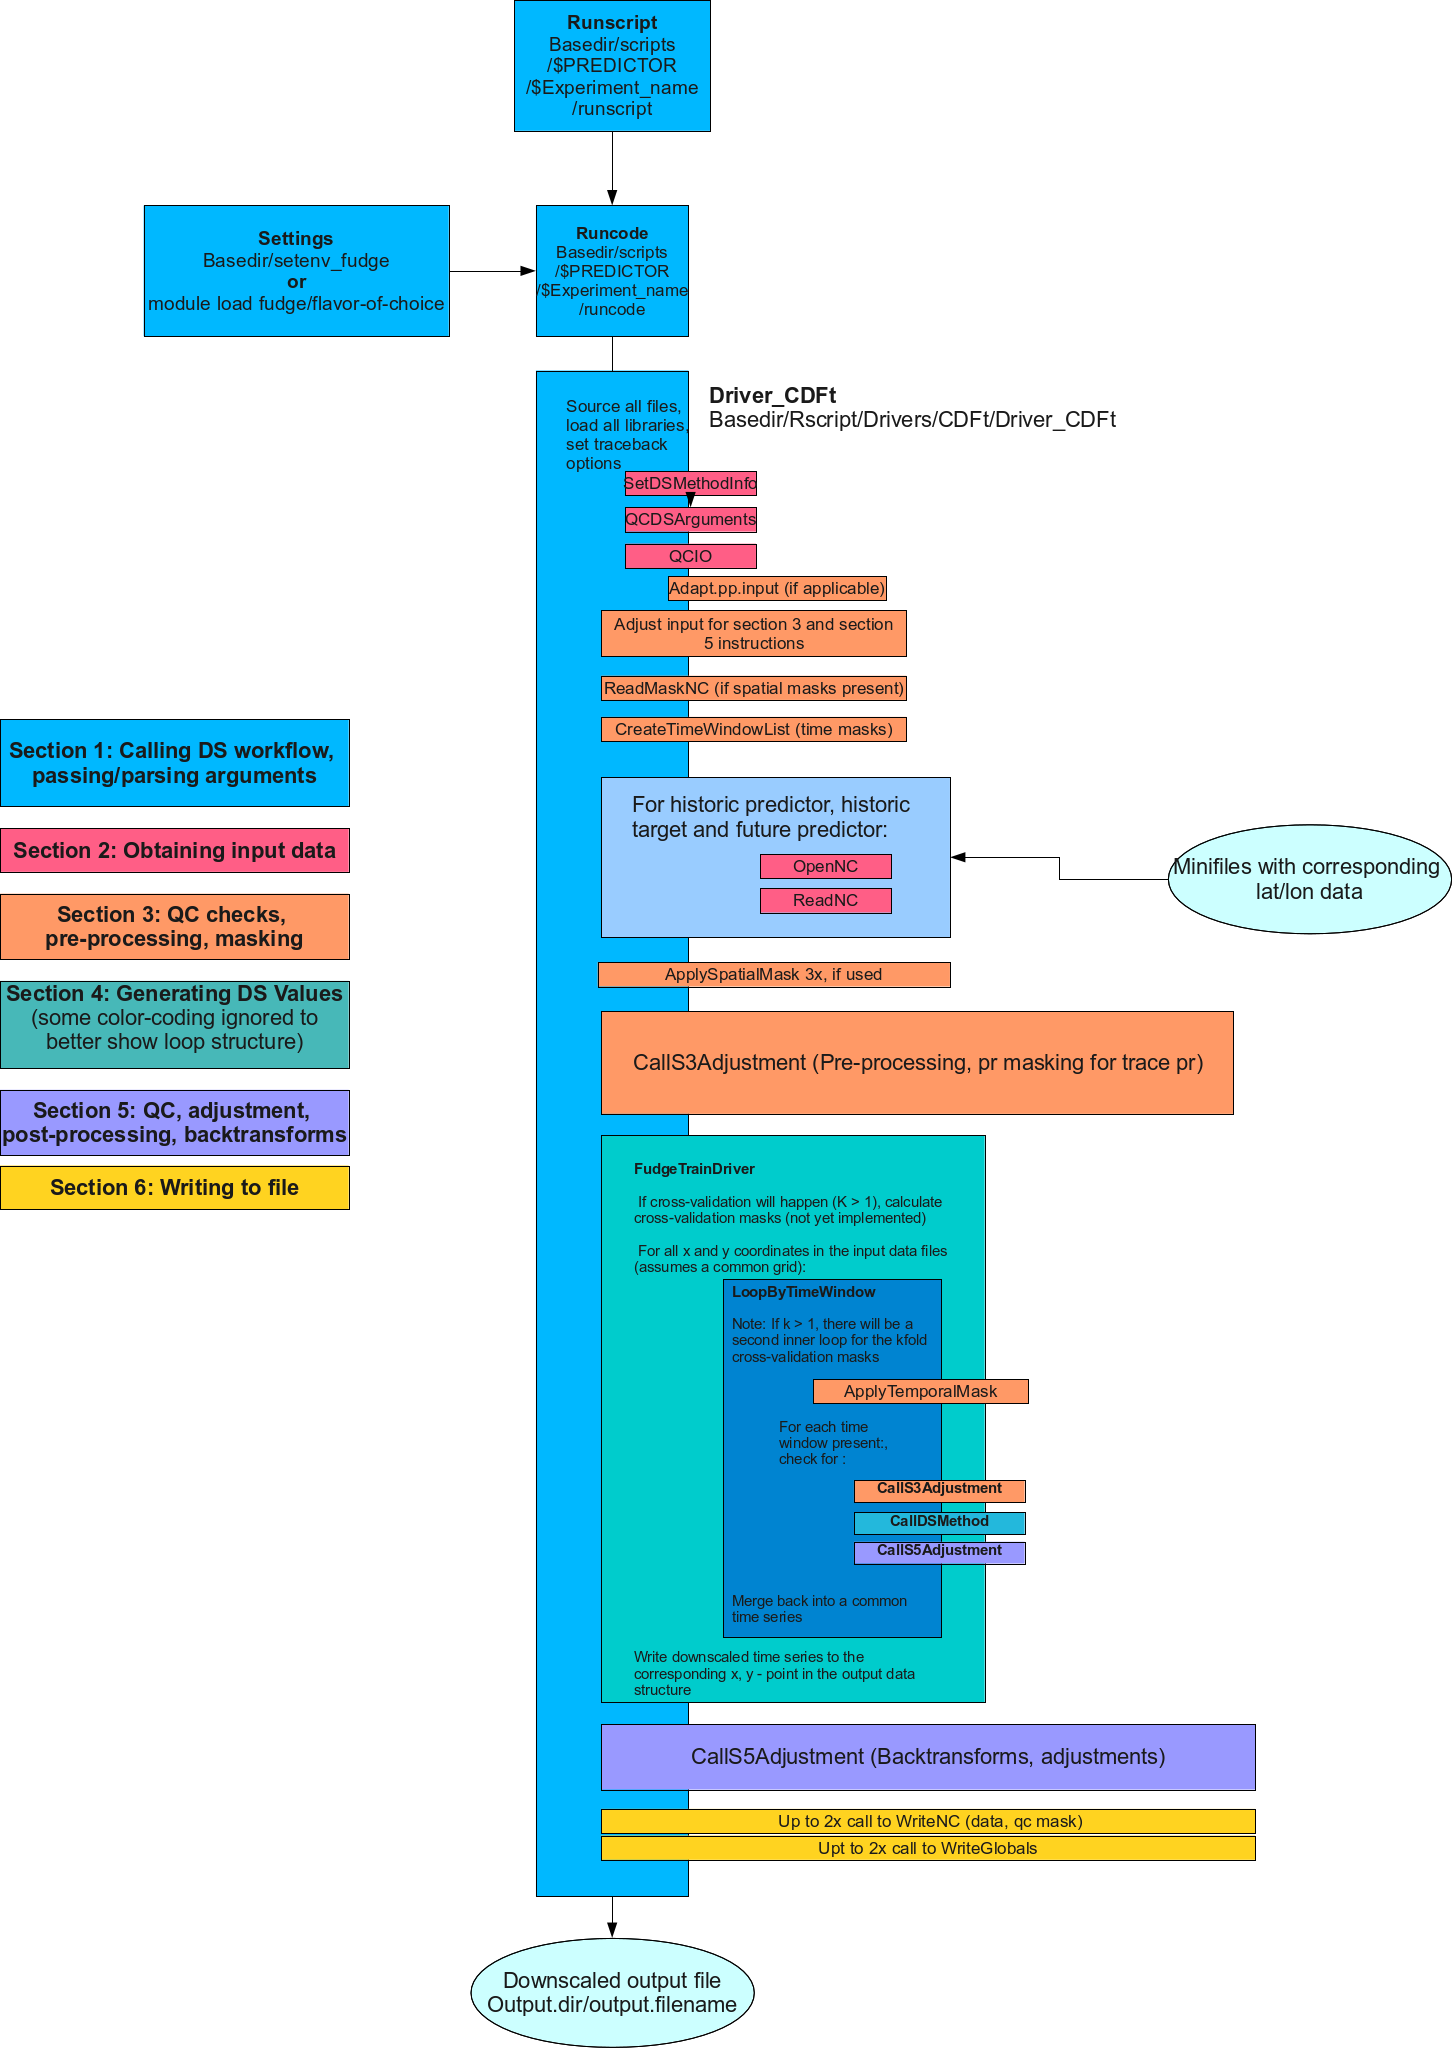 Runscript
Basedir/scripts
/$PREDICTOR
/$Experiment_name
/runscript
Settings
Basedir/setenv_fudge
or
module load fudge/flavor-of-choice
Runcode
Basedir/scripts
/$PREDICTOR
/$Experiment_name
/runcode
Driver_CDFt
Basedir/Rscript/Drivers/CDFt/Driver_CDFt
Source all files,
load all libraries,
set traceback
options
SetDSMethodInfo
QCDSArguments
QCIO
Adapt.pp.input (if applicable)
Adjust input for section 3 and section
5 instructions
ReadMaskNC (if spatial masks present)
CreateTimeWindowList (time masks)
Section 1: Calling DS workflow,
passing/parsing arguments
Section 2: Obtaining input data
Section 3: QC checks,
pre-processing, masking
Section 4: Generating DS Values
(some color-coding ignored to
better show loop structure)
Section 5: QC, adjustment,
post-processing, backtransforms
Section 6: Writing to file
For historic predictor, historic
target and future predictor:
OpenNC
ReadNC
Minifiles with corresponding
lat/lon data
ApplySpatialMask 3x, if used
CallS3Adjustment (Pre-processing, pr masking for trace pr)
FudgeTrainDriver
If cross-validation will happen (K > 1), calculate
cross-validation masks (not yet implemented)
For all x and y coordinates in the input data files
(assumes a common grid):
LoopByTimeWindow
Note: If k > 1, there will be a
second inner loop for the kfold
cross-validation masks
ApplyTemporalMask
For each time
window present:,
check for :
CallS3Adjustment
CallDSMethod
CallS5Adjustment
Merge back into a common
time series
Write downscaled time series to the
corresponding x, y - point in the output data
structure
CallS5Adjustment (Backtransforms, adjustments)
Up to 2x call to WriteNC (data, qc mask)
Upt to 2x call to WriteGlobals
Downscaled output file
Output.dir/output.filename